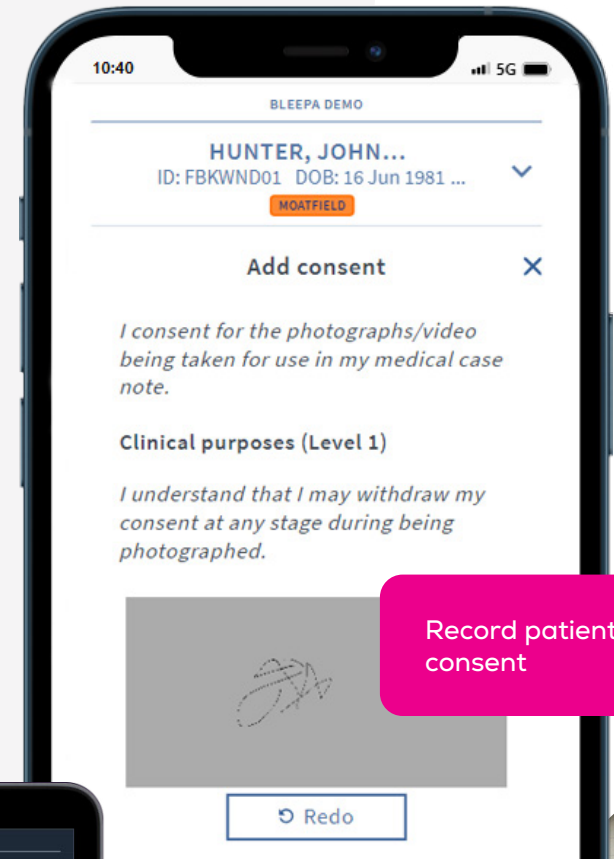 10:40
5G
BLEEPA DEMO
HUNTER, JOHN...
ID: FBKWND01 DOB: 16 Jun 1981 ...
MOATFIELD
Add consent
I consent for the photographs/video
being taken for use in my medical case
note.
Clinical purposes (Level 1)
I understand that I may withdraw my
consent at any stage during being
photographed.
Record patient
consent
Redo